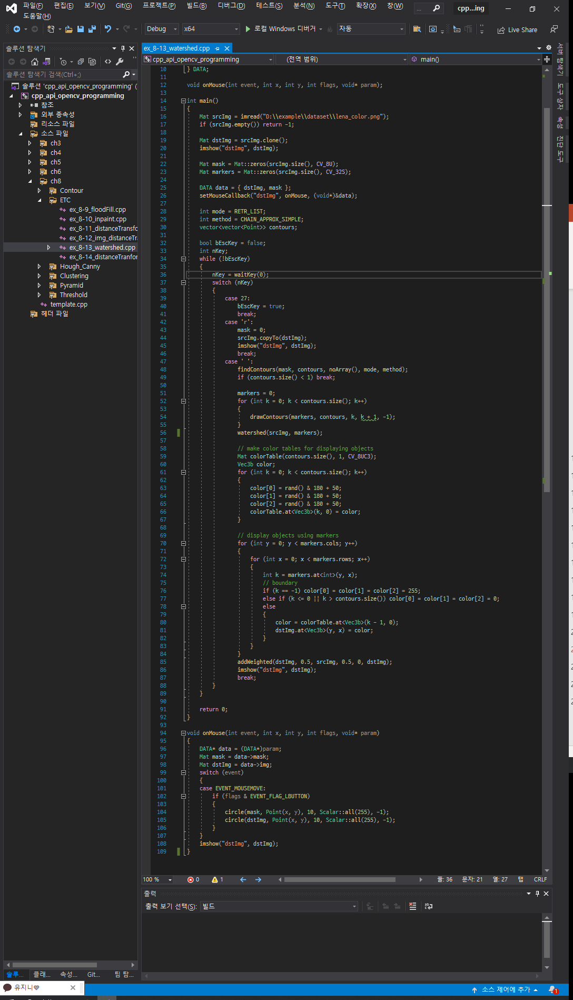 파일(F) 편집(E) 보기(V) Git(G) 프로젝트(P) 빌드(B) 디버그(D) 테스트(S) 분석(N) 도구(T) 확장(X) 창(W) ... cpp...ing
도움말(H)
Debug x64 로컬 Windows 디버거 자동 Live Share
솔루션 탐색기
솔루션 탐색기 검색(Ctrl+;)
솔루션 'cpp_api_opencv_programming' (
cpp_api_opencv_programming
참조
외부 종속성
리소스 파일
소스 파일
ch3
ch4
ch5
ch6
ch8
Contour
ETC
ex_8-9_floodFill.cpp
ex_8-10_inpaint.cpp
ex_8-11_distanceTransfo
ex_8-12_img_distanceTr
ex_8-13_watershed.cpp
ex_8-14_distanceTranfor
Hough_Canny
Clustering
Pyramid
Threshold
template.cpp
헤더 파일
솔루... 클래... 속성... Git... 팀 탐...
ex_8-13_watershed.cpp
cpp_api_opencv_programming (전역 범위) main()
10 } DATA;
11
12 void onMouse(int event, int x, int y, int flags, void* param);
13
14 int main()
15 {
16 Mat srcImg = imread("D:\\example\\dataset\\lena_color.png");
17 if (srcImg.empty()) return -1;
18
19 Mat dstImg = srcImg.clone();
20 imshow("dstImg", dstImg);
21
22 Mat mask = Mat::zeros(srcImg.size(), CV_8U);
23 Mat markers = Mat::zeros(srcImg.size(), CV_32S);
24
25 DATA data = { dstImg, mask };
26 setMouseCallback("dstImg", onMouse, (void*)&data);
27
28 int mode = RETR_LIST;
29 int method = CHAIN_APPROX_SIMPLE;
30 vector<vector<Point>> contours;
31
32 bool bEscKey = false;
33 int nKey;
34 while (!bEscKey)
35 {
36 nKey = waitKey(0);
37 switch (nKey)
38 {
39 case 27:
40 bEscKey = true;
41 break;
42 case 'r':
43 mask = 0;
44 srcImg.copyTo(dstImg);
45 imshow("dstImg", dstImg);
46 break;
47 case ' ':
48 findContours(mask, contours, noArray(), mode, method);
49 if (contours.size() < 1) break;
50
51 markers = 0;
52 for (int k = 0; k < contours.size(); k++)
53 {
54 drawContours(markers, contours, k, k + 1, -1);
55 }
56 watershed(srcImg, markers);
57
58 // make color tables for displaying objects
59 Mat colorTable(contours.size(), 1, CV_8UC3);
60 Vec3b color;
61 for (int k = 0; k < contours.size(); k++)
62 {
63 color[0] = rand() & 180 + 50;
64 color[1] = rand() & 180 + 50;
65 color[2] = rand() & 180 + 50;
66 colorTable.at<Vec3b>(k, 0) = color;
67 }
68
69 // display objects using markers
70 for (int y = 0; y < markers.cols; y++)
71 {
72 for (int x = 0; x < markers.rows; x++)
73 {
74 int k = markers.at<int>(y, x);
75 // boundary
76 if (k == -1) color[0] = color[1] = color[2] = 255;
77 else if (k <= 0 || k > contours.size()) color[0] = color[1] = color[2] = 0;
78 else
79 {
80 color = colorTable.at<Vec3b>(k - 1, 0);
81 dstImg.at<Vec3b>(y, x) = color;
82 }
83 }
84 }
85 addWeighted(dstImg, 0.5, srcImg, 0.5, 0, dstImg);
86 imshow("dstImg", dstImg);
87 break;
88 }
89 }
90
91 return 0;
92 }
93
94 void onMouse(int event, int x, int y, int flags, void* param)
95 {
96 DATA* data = (DATA*)param;
97 Mat mask = data->mask;
98 Mat dstImg = data->img;
99 switch (event)
100 {
101 case EVENT_MOUSEMOVE:
102 if (flags & EVENT_FLAG_LBUTTON)
103 {
104 circle(mask, Point(x, y), 10, Scalar::all(255), -1);
105 circle(dstImg, Point(x, y), 10, Scalar::all(255), -1);
106 }
107 }
108 imshow("dstImg", dstImg);
109 }
100 % 0 1 줄: 36 문자: 21 열: 27 탭 CRLF
출력
출력 보기 선택(S): 빌드
서버 탐색기
도구 상자
속성
진단 도구
유지니
소스 제어에 추가 1